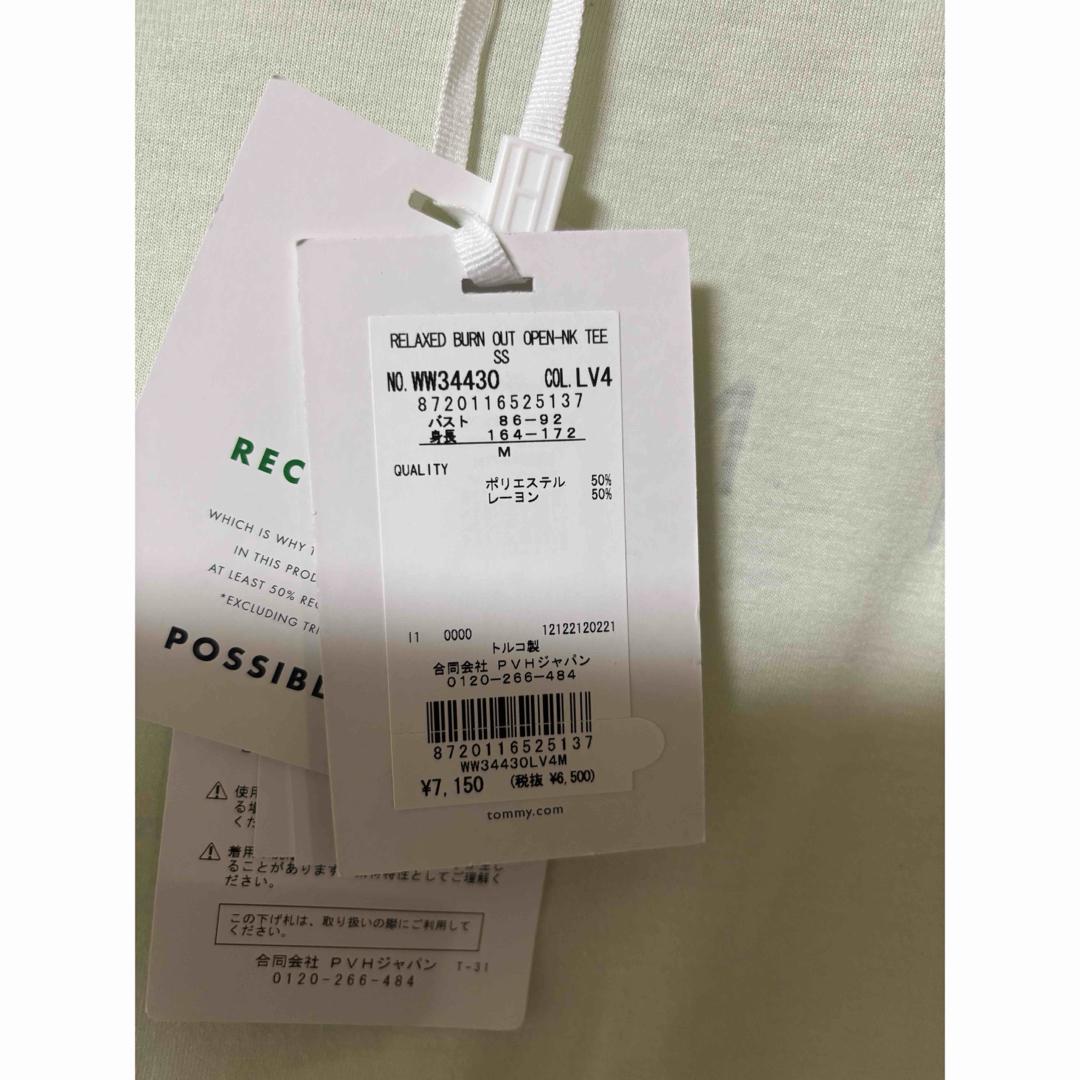 RELAXED BURN OUT OPEN-NK TEE
SS
NO. WW34430 COL. LV4
8720116525137
バスト 86-92
身長 164-172
M
QUALITY
ポリエステル 50%
レーヨン 50%
I1 0000 12122120221
トルコ製
合同会社 PVHジャパン
0120-266-484
8720116525137
WW34430LV4M
¥7,150 (税抜 ¥6,500)
tommy.com
REC
WHICH IS WHY
IN THIS PROD
AT LEAST 50% REC
*EXCLUDING TRI
POSSIBL
使用
る場
くだ
着用
ることがあります 特性としてご理解く
ださい。
この下げ札は、取り扱いの際にご利用して
ください。
合同会社 PVHジャパン T-31
0120-266-484